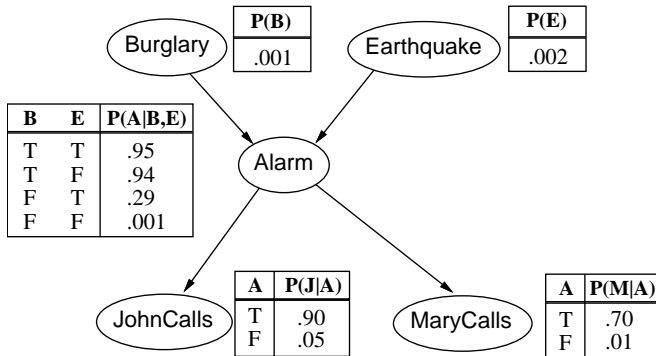 Burglary
P(B)
.001
Earthquake
P(E)
.002
B E P(A|B,E)
T T .95
T F .94
F T .29
F F .001
Alarm
JohnCalls
A P(J|A)
T .90
F .05
MaryCalls
A P(M|A)
T .70
F .01